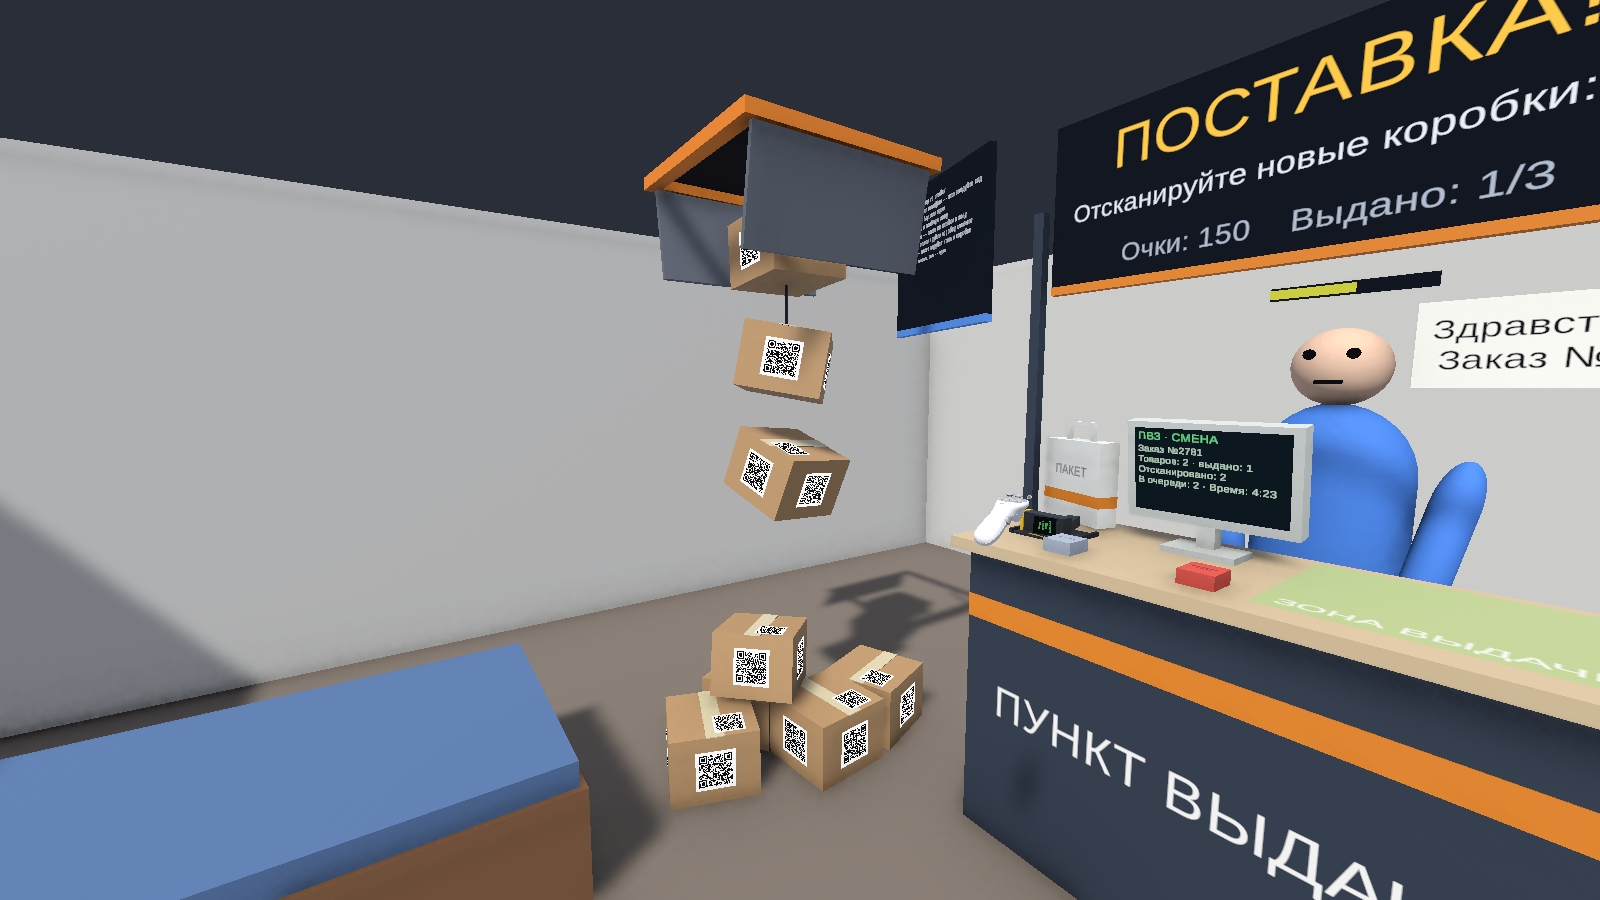 ПОСТАВКА!
Отсканируйте новые коробки:
Очки: 150 Выдано: 1/3
Здравст
Заказ №
ПВЗ · СМЕНА
Заказ №2781
Товаров: 2 · выдано: 1
Отсканировано: 2
В очереди: 2 · Время: 4:23
ПАКЕТ
ЗОНА ВЫДАЧИ
ПУНКТ ВЫДАЧ